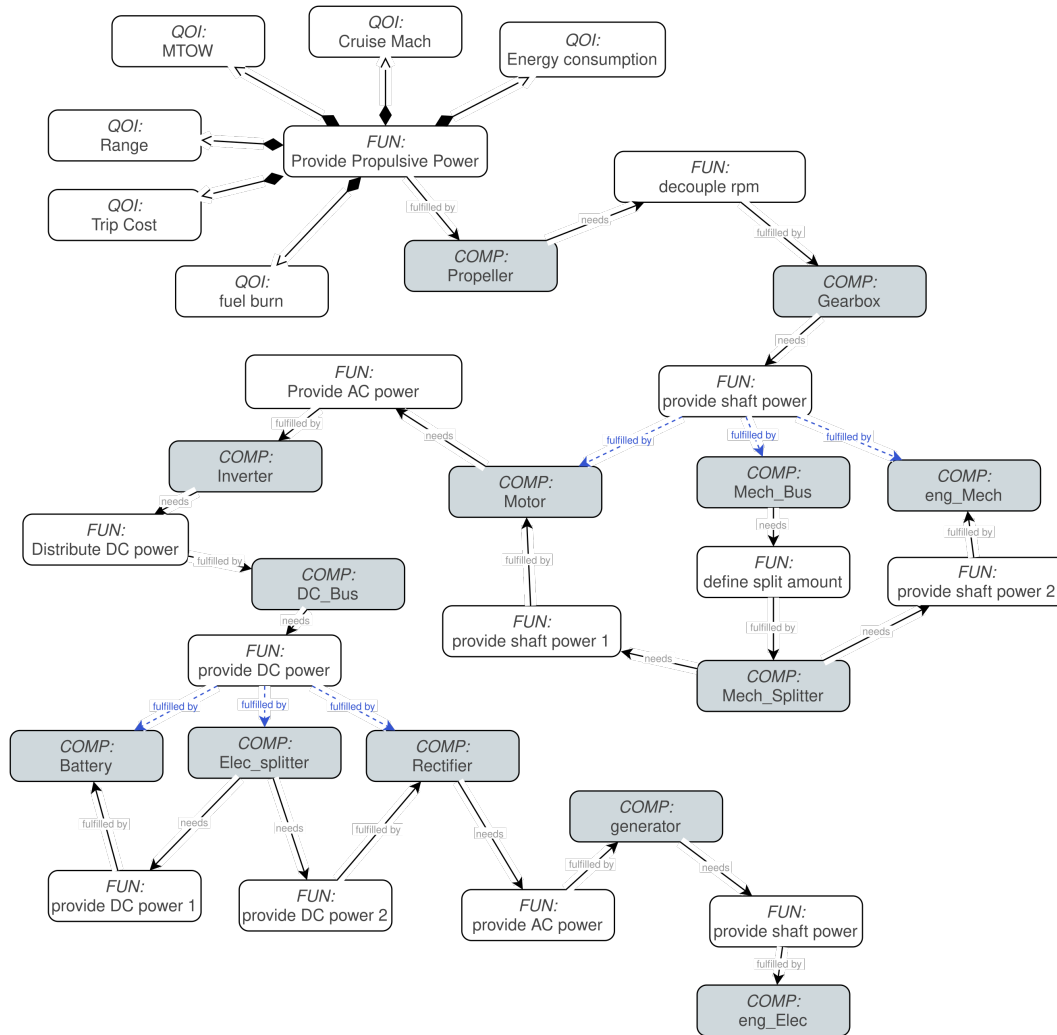 QOI:
MTOW
QOI:
Cruise Mach
QOI:
Energy consumption
QOI:
Range
FUN:
Provide Propulsive Power
QOI:
Trip Cost
fulfilled by
QOI:
fuel burn
COMP:
Propeller
needs
FUN:
decouple rpm
fulfilled by
COMP:
Gearbox
needs
FUN:
Provide AC power
FUN:
provide shaft power
fulfilled by
needs
fulfilled by
fulfilled by
fulfilled by
COMP:
Inverter
COMP:
Motor
COMP:
Mech_Bus
COMP:
eng_Mech
needs
needs
fulfilled by
FUN:
Distribute DC power
fulfilled by
fulfilled by
COMP:
DC_Bus
FUN:
define split amount
FUN:
provide shaft power 2
needs
FUN:
provide shaft power 1
fulfilled by
needs
needs
FUN:
provide DC power
COMP:
Mech_Splitter
fulfilled by
fulfilled by
fulfilled by
COMP:
Battery
COMP:
Elec_splitter
COMP:
Rectifier
fulfilled by
needs
needs
fulfilled by
needs
COMP:
generator
fulfilled by
needs
FUN:
provide DC power 1
FUN:
provide DC power 2
FUN:
provide AC power
FUN:
provide shaft power
fulfilled by
COMP:
eng_Elec